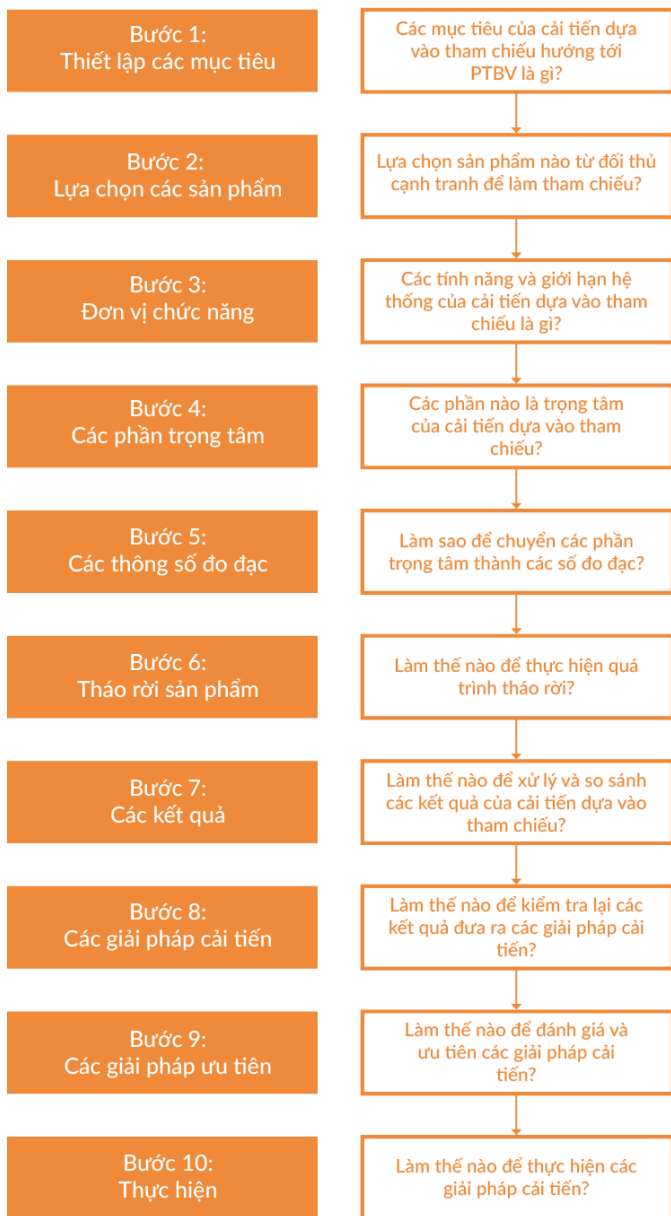 Bước 1:
Thiết lập các mục tiêu
Các mục tiêu của cải tiến dựa
vào tham chiếu hướng tới
PTBV là gì?
Bước 2:
Lựa chọn các sản phẩm
Lựa chọn sản phẩm nào từ đối thủ
cạnh tranh để làm tham chiếu?
Bước 3:
Đơn vị chức năng
Các tính năng và giới hạn hệ
thống của cải tiến dựa vào tham
chiếu là gì?
Bước 4:
Các phần trọng tâm
Các phần nào là trọng tâm
của cải tiến dựa vào tham
chiếu?
Bước 5:
Các thông số đo đạc
Làm sao để chuyển các phần
trọng tâm thành các số đo đạc?
Bước 6:
Tháo rời sản phẩm
Làm thế nào để thực hiện quá
trình tháo rời?
Bước 7:
Các kết quả
Làm thế nào để xử lý và so sánh
các kết quả của cải tiến dựa vào
tham chiếu?
Bước 8:
Các giải pháp cải tiến
Làm thế nào để kiểm tra lại các
kết quả đưa ra các giải pháp cải
tiến?
Bước 9:
Các giải pháp ưu tiên
Làm thế nào để đánh giá và
ưu tiên các giải pháp cải
tiến?
Bước 10:
Thực hiện
Làm thế nào để thực hiện các
giải pháp cải tiến?